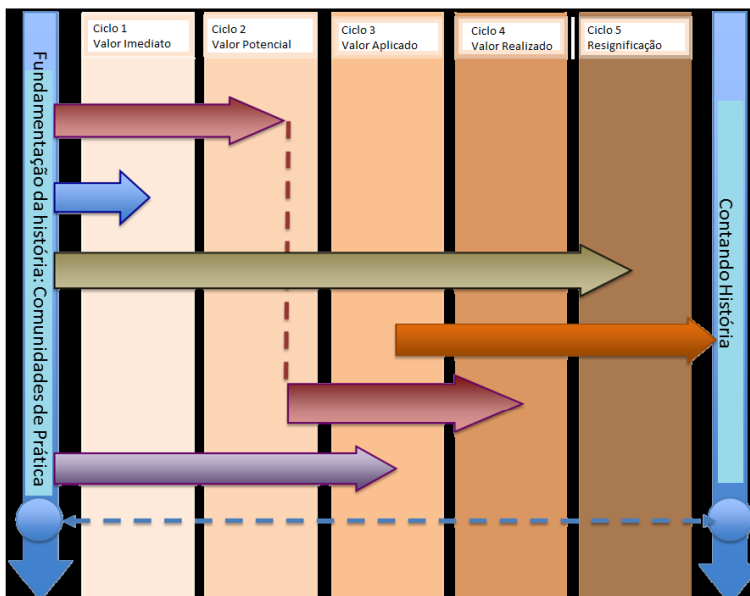 Ciclo 1
Valor Imediato
Ciclo 2
Valor Potencial
Ciclo 3
Valor Aplicado
Ciclo 4
Valor Realizado
Ciclo 5
Resignificação
Fundamentação da história: Comunidades de Prática
Contando História